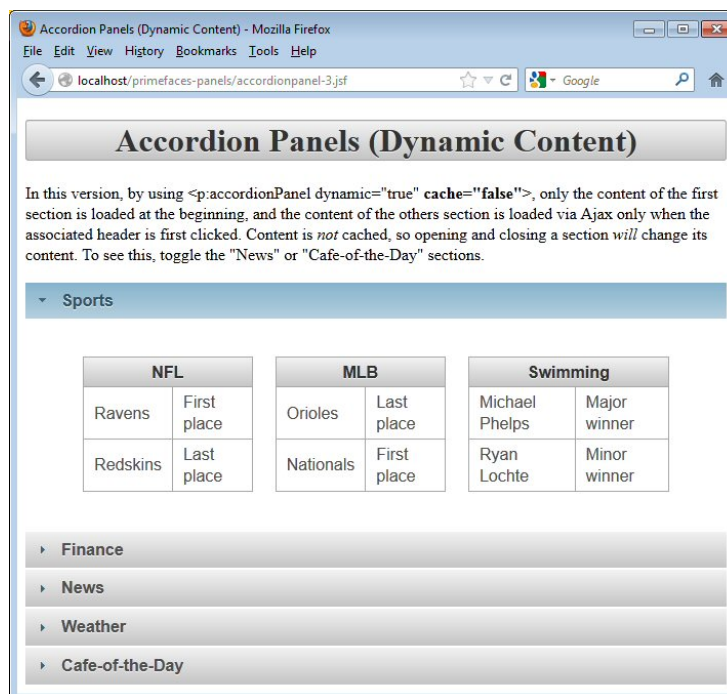 Accordion Panels (Dynamic Content) - Mozilla Firefox
File Edit View History Bookmarks Tools Help
localhost/primefaces-panels/accordionpanel-3.jsf
Google
Accordion Panels (Dynamic Content)
In this version, by using <p:accordionPanel dynamic="true" cache="false">, only the content of the first
section is loaded at the beginning, and the content of the others section is loaded via Ajax only when the
associated header is first clicked. Content is not cached, so opening and closing a section will change its
content. To see this, toggle the "News" or "Cafe-of-the-Day" sections.
Sports
NFL
Ravens First place
Redskins Last place
MLB
Orioles Last place
Nationals First place
Swimming
Michael Phelps Major winner
Ryan Lochte Minor winner
Finance
News
Weather
Cafe-of-the-Day